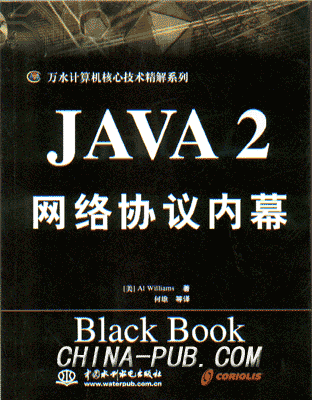 万水计算机核心技术精解系列
JAVA 2
网络协议内幕
[美] Al Williams 著
何雄 等译
Black Book
CHINA-PUB.COM
中国水利水电出版社
www.waterpub.com.cn
CORIOLIS